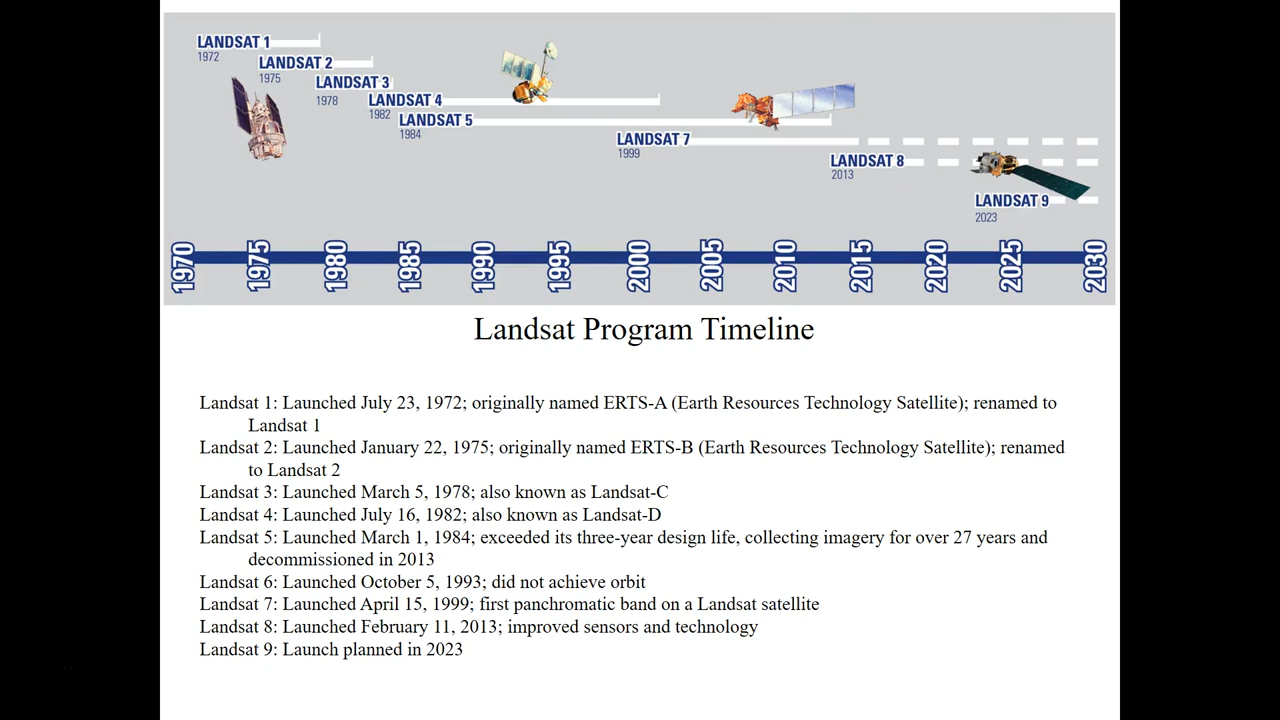 LANDSAT 1
1972
LANDSAT 2
1975
LANDSAT 3
1978
LANDSAT 4
1982
LANDSAT 5
1984
LANDSAT 7
1999
LANDSAT 8
2013
LANDSAT 9
2023
1970 1975 1980 1985 1990 1995 2000 2005 2010 2015 2020 2025 2030
Landsat Program Timeline
Landsat 1: Launched July 23, 1972; originally named ERTS-A (Earth Resources Technology Satellite); renamed to
Landsat 1
Landsat 2: Launched January 22, 1975; originally named ERTS-B (Earth Resources Technology Satellite); renamed
to Landsat 2
Landsat 3: Launched March 5, 1978; also known as Landsat-C
Landsat 4: Launched July 16, 1982; also known as Landsat-D
Landsat 5: Launched March 1, 1984; exceeded its three-year design life, collecting imagery for over 27 years and
decommissioned in 2013
Landsat 6: Launched October 5, 1993; did not achieve orbit
Landsat 7: Launched April 15, 1999; first panchromatic band on a Landsat satellite
Landsat 8: Launched February 11, 2013; improved sensors and technology
Landsat 9: Launch planned in 2023